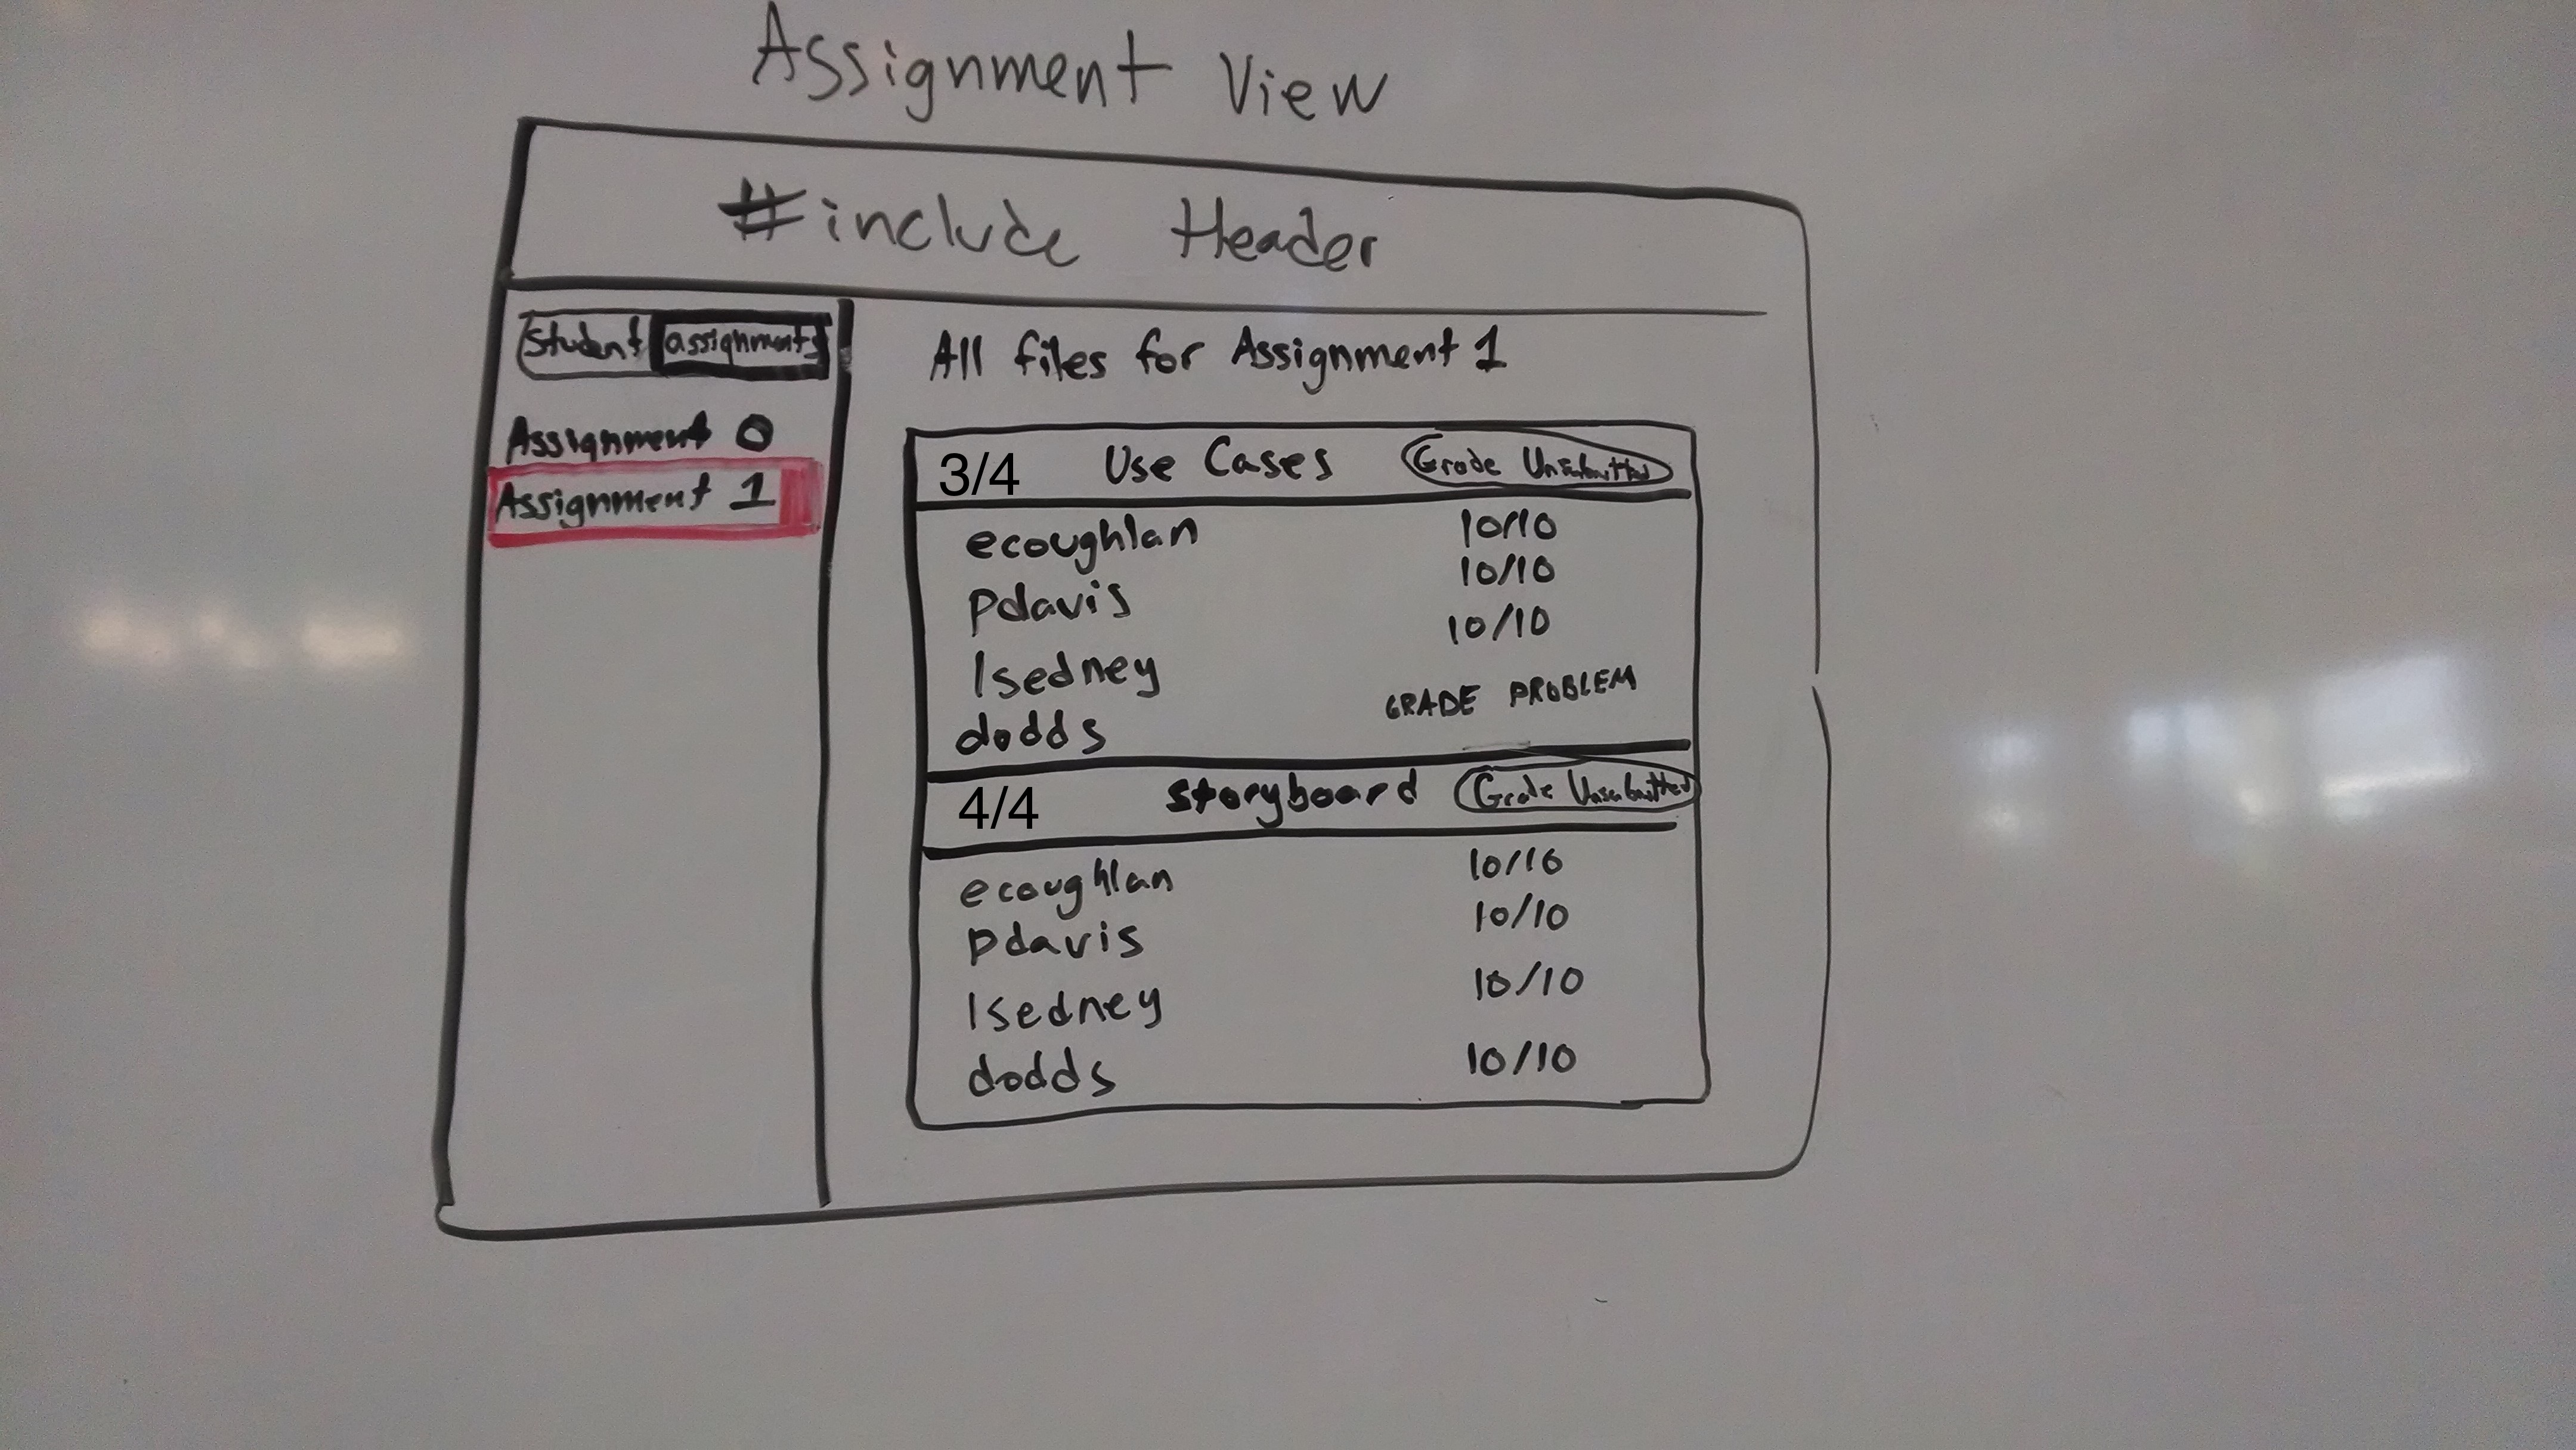 Assignment View
#include Header
Student assignments
Assignment 0
Assignment 1
All files for Assignment 1
3/4 Use Cases Grade Unsubmitted
ecoughlan 10/10
pdavis 10/10
lsedney 10/10
dodds GRADE PROBLEM
4/4 storyboard Grade Unsubmitted
ecoughlan 10/10
pdavis 10/10
lsedney 10/10
dodds 10/10